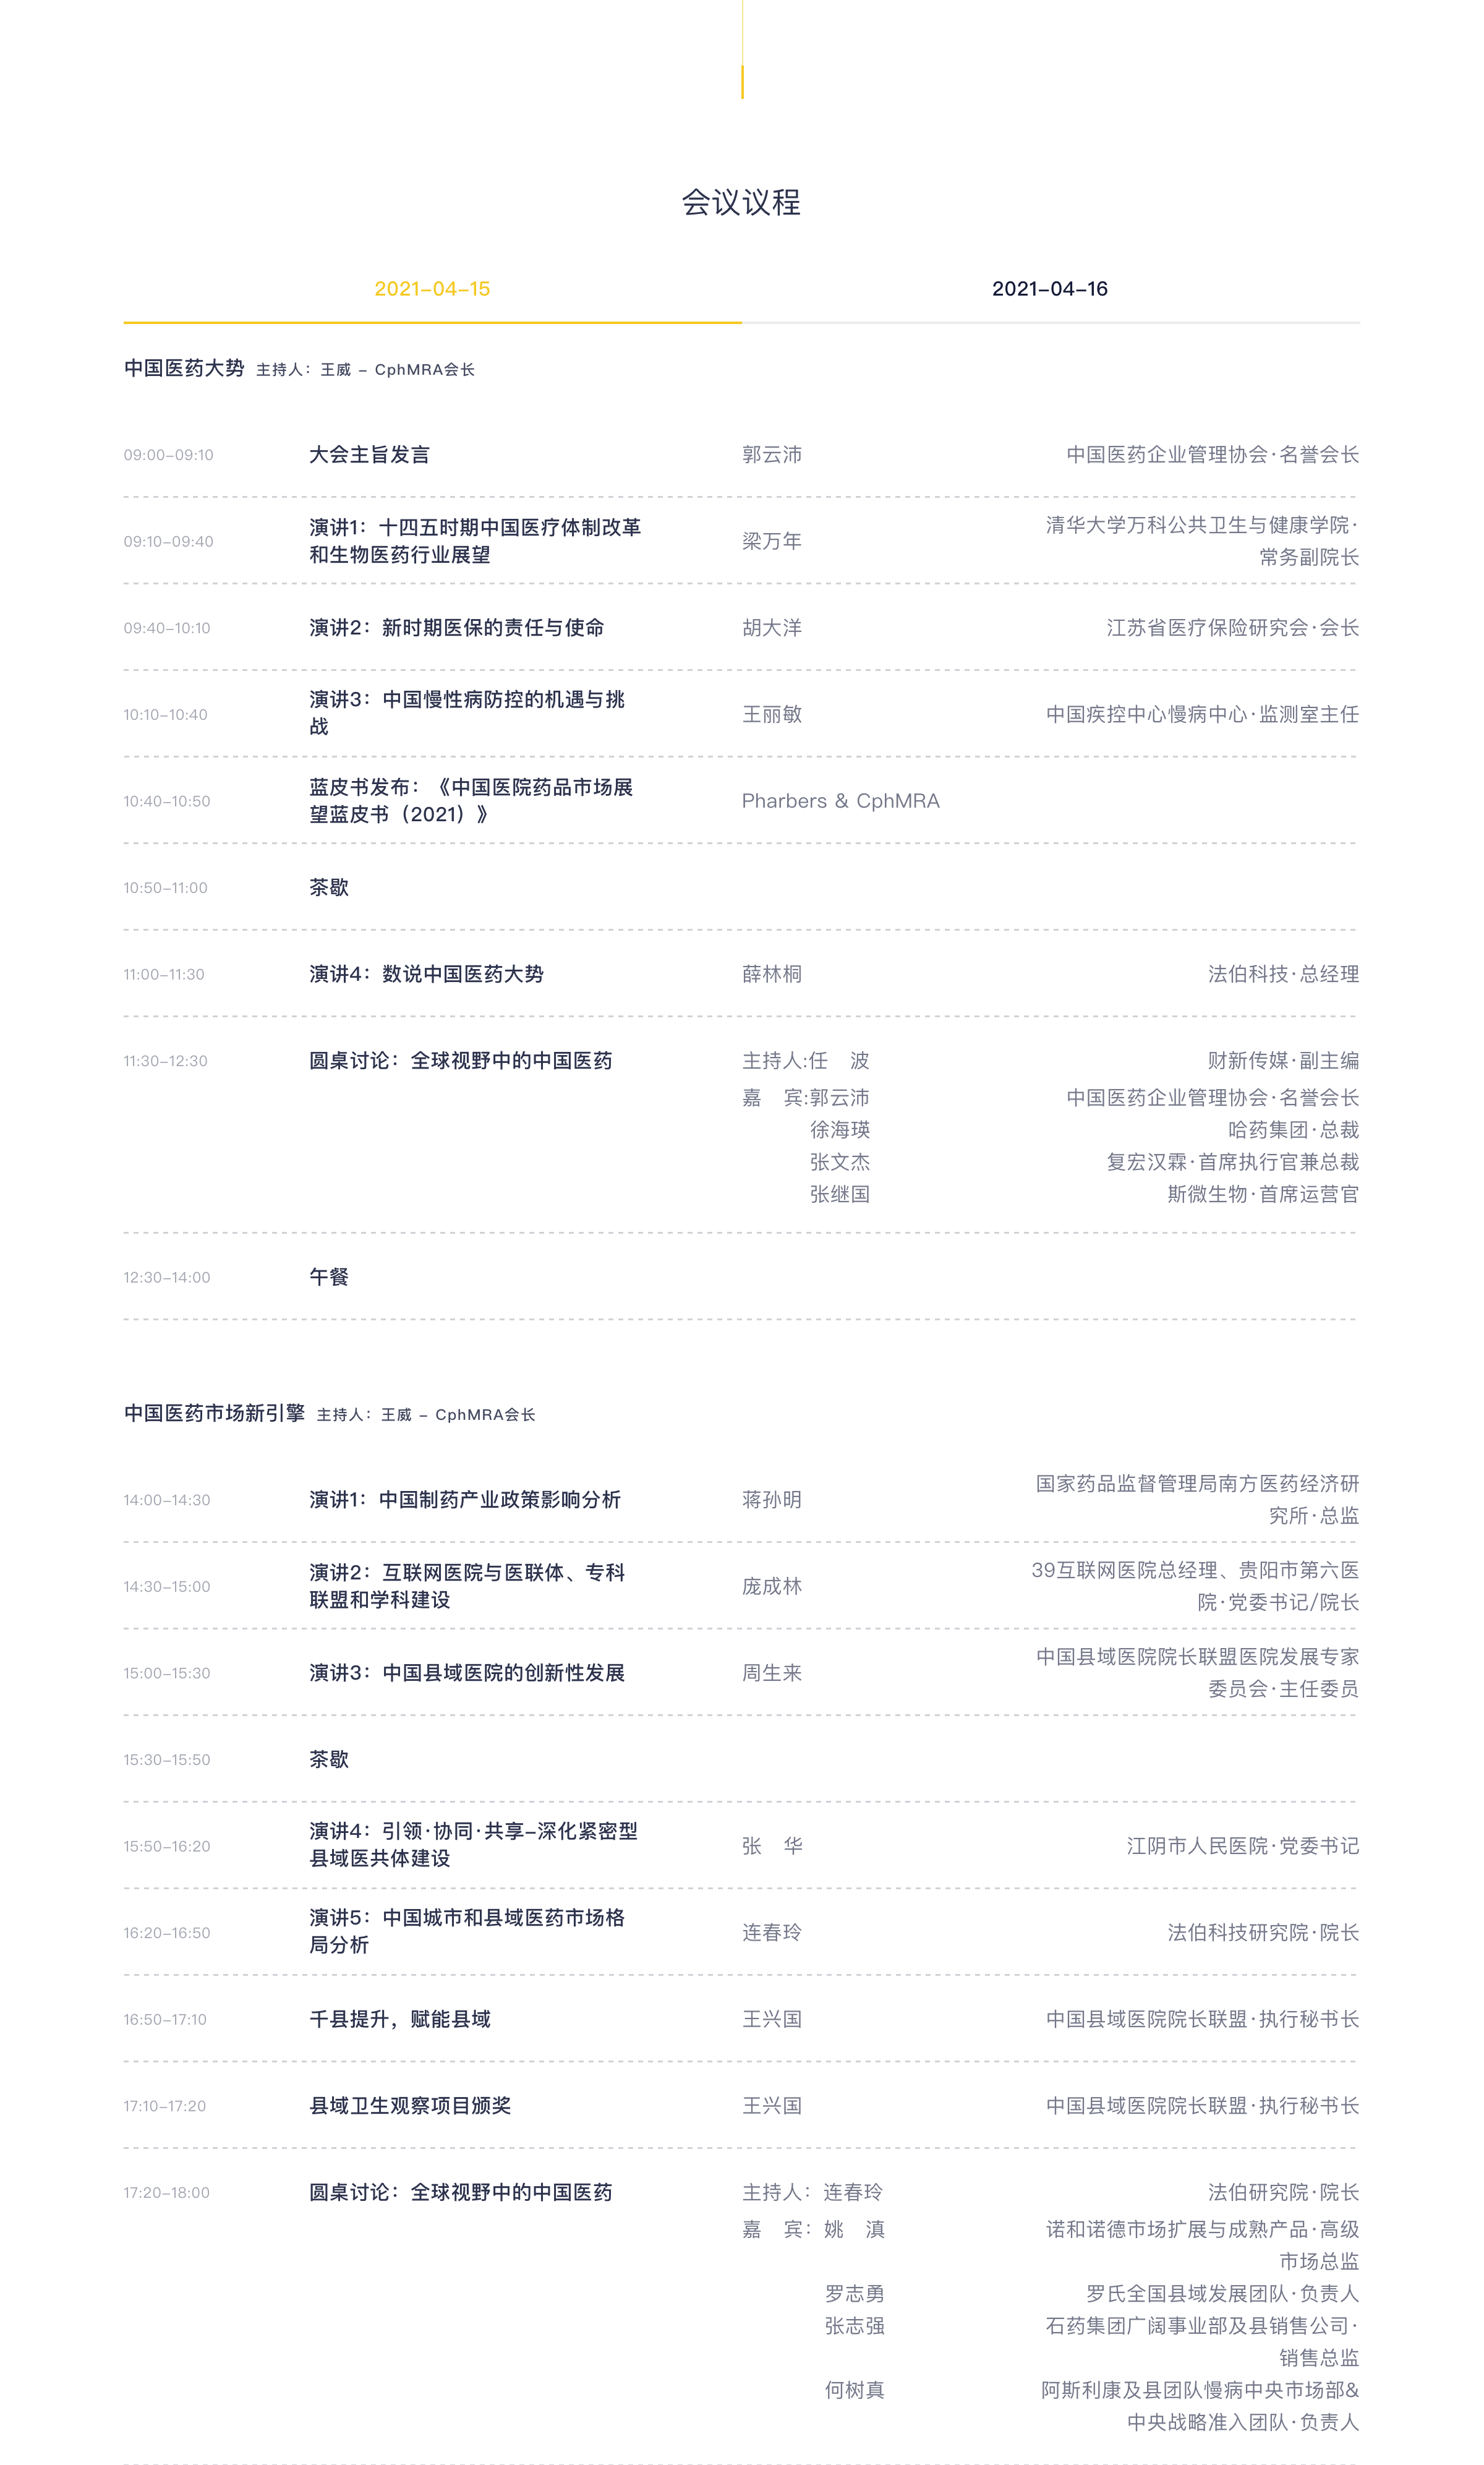 会议议程
2021-04-15 2021-04-16
中国医药大势 主持人：王威 - CphMRA会长
09:00-09:10 大会主旨发言 郭云沛 中国医药企业管理协会·名誉会长
09:10-09:40 演讲1：十四五时期中国医疗体制改革 梁万年 清华大学万科公共卫生与健康学院·
和生物医药行业展望 常务副院长
09:40-10:10 演讲2：新时期医保的责任与使命 胡大洋 江苏省医疗保险研究会·会长
10:10-10:40 演讲3：中国慢性病防控的机遇与挑 王丽敏 中国疾控中心慢病中心·监测室主任
战
10:40-10:50 蓝皮书发布：《中国医院药品市场展 Pharbers & CphMRA
望蓝皮书（2021）》
10:50-11:00 茶歇
11:00-11:30 演讲4：数说中国医药大势 薛林桐 法伯科技·总经理
11:30-12:30 圆桌讨论：全球视野中的中国医药 主持人:任 波 财新传媒·副主编
嘉 宾:郭云沛 中国医药企业管理协会·名誉会长
徐海瑛 哈药集团·总裁
张文杰 复宏汉霖·首席执行官兼总裁
张继国 斯微生物·首席运营官
12:30-14:00 午餐
中国医药市场新引擎 主持人：王威 - CphMRA会长
14:00-14:30 演讲1：中国制药产业政策影响分析 蒋孙明 国家药品监督管理局南方医药经济研
究所·总监
14:30-15:00 演讲2：互联网医院与医联体、专科 庞成林 39互联网医院总经理、贵阳市第六医
联盟和学科建设 院·党委书记/院长
15:00-15:30 演讲3：中国县域医院的创新性发展 周生来 中国县域医院院长联盟医院发展专家
委员会·主任委员
15:30-15:50 茶歇
15:50-16:20 演讲4：引领·协同·共享-深化紧密型 张 华 江阴市人民医院·党委书记
县域医共体建设
16:20-16:50 演讲5：中国城市和县域医药市场格 连春玲 法伯科技研究院·院长
局分析
16:50-17:10 千县提升，赋能县域 王兴国 中国县域医院院长联盟·执行秘书长
17:10-17:20 县域卫生观察项目颁奖 王兴国 中国县域医院院长联盟·执行秘书长
17:20-18:00 圆桌讨论：全球视野中的中国医药 主持人：连春玲 法伯研究院·院长
嘉 宾：姚 滇 诺和诺德市场扩展与成熟产品·高级
市场总监
罗志勇 罗氏全国县域发展团队·负责人
张志强 石药集团广阔事业部及县销售公司·
销售总监
何树真 阿斯利康及县团队慢病中央市场部&
中央战略准入团队·负责人